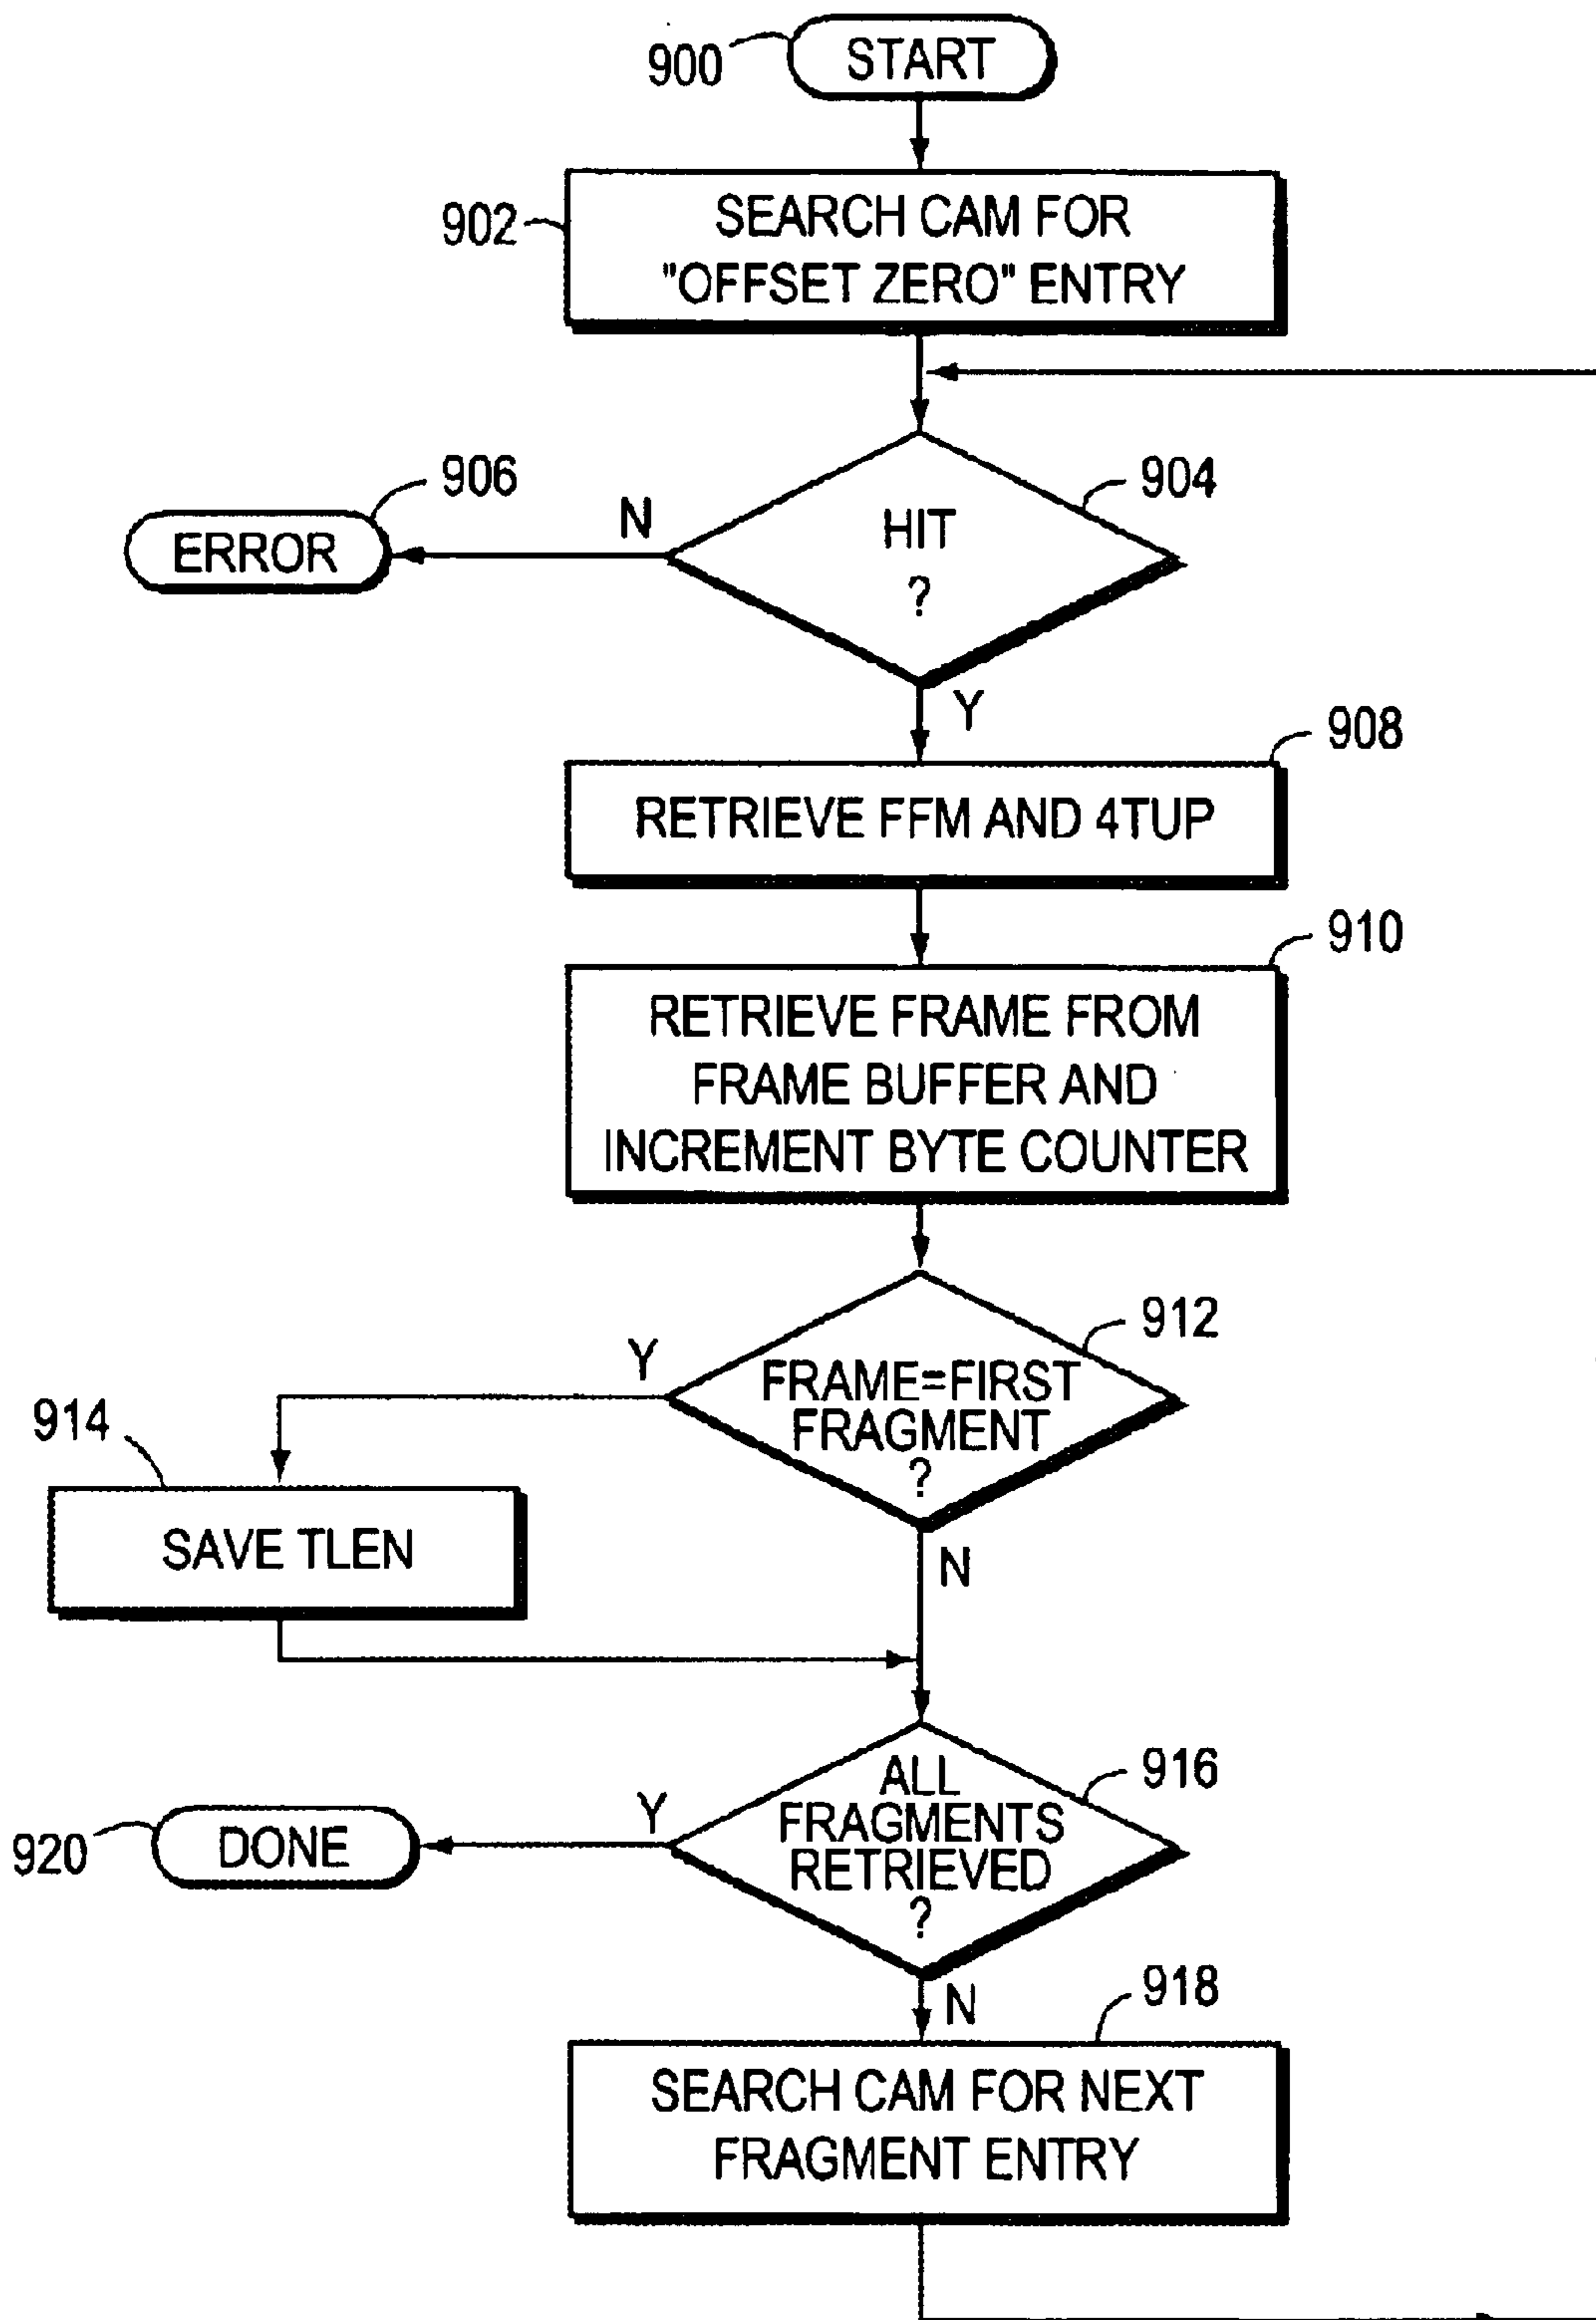 900
START
902
SEARCH CAM FOR
"OFFSET ZERO" ENTRY
906
904
N
HIT
?
ERROR
Y
908
RETRIEVE FFM AND 4TUP
910
RETRIEVE FRAME FROM
FRAME BUFFER AND
INCREMENT BYTE COUNTER
912
Y
FRAME=FIRST
FRAGMENT
?
914
SAVE TLEN
N
916
ALL
FRAGMENTS
RETRIEVED
?
Y
920
DONE
N
918
SEARCH CAM FOR NEXT
FRAGMENT ENTRY